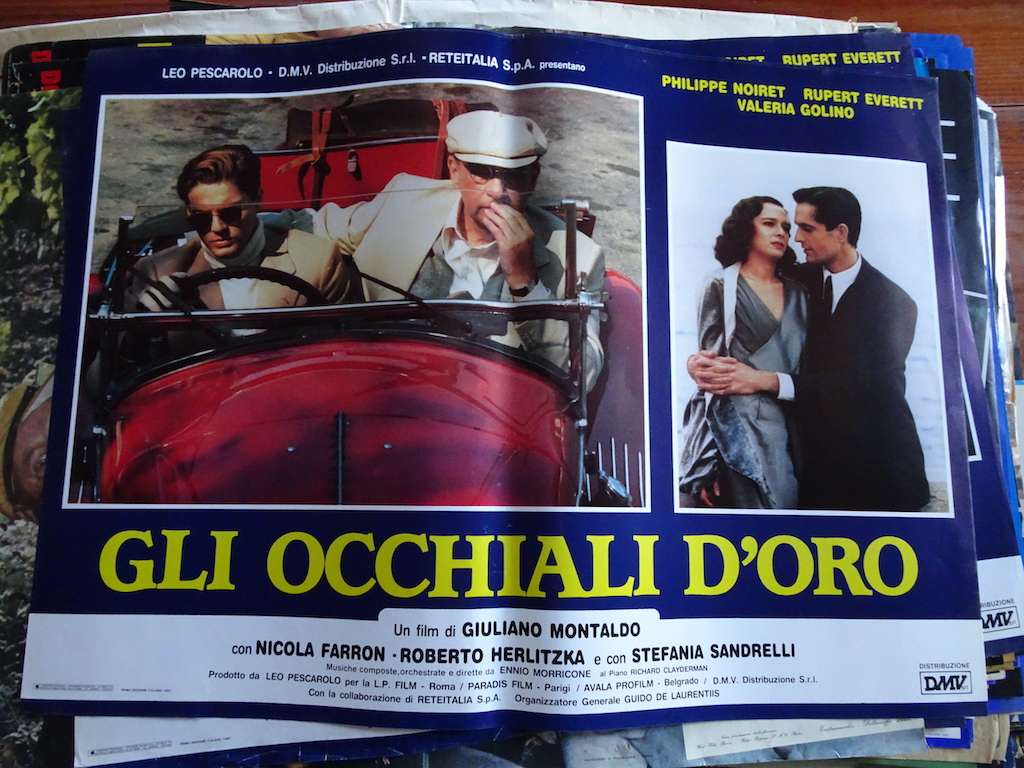 LEO PESCAROLO - D.M.V. Distribuzione S.r.l. - RETEITALIA S.p.A. presentano
RUPERT EVERETT
PHILIPPE NOIRET RUPERT EVERETT
VALERIA GOLINO
GLI OCCHIALI D'ORO
Un film di GIULIANO MONTALDO
con NICOLA FARRON - ROBERTO HERLITZKA e con STEFANIA SANDRELLI
Musiche composte, orchestrate e dirette da ENNIO MORRICONE al Piano RICHARD CLAYDERMAN
Prodotto da LEO PESCAROLO per la L.P. FILM - Roma / PARADIS FILM - Parigi / AVALA PROFILM - Belgrado / D.M.V. Distribuzione S.r.l.
Con la collaborazione di RETEITALIA S.p.A. Organizzatore Generale GUIDO DE LAURENTIIS
DISTRIBUZIONE
DMV